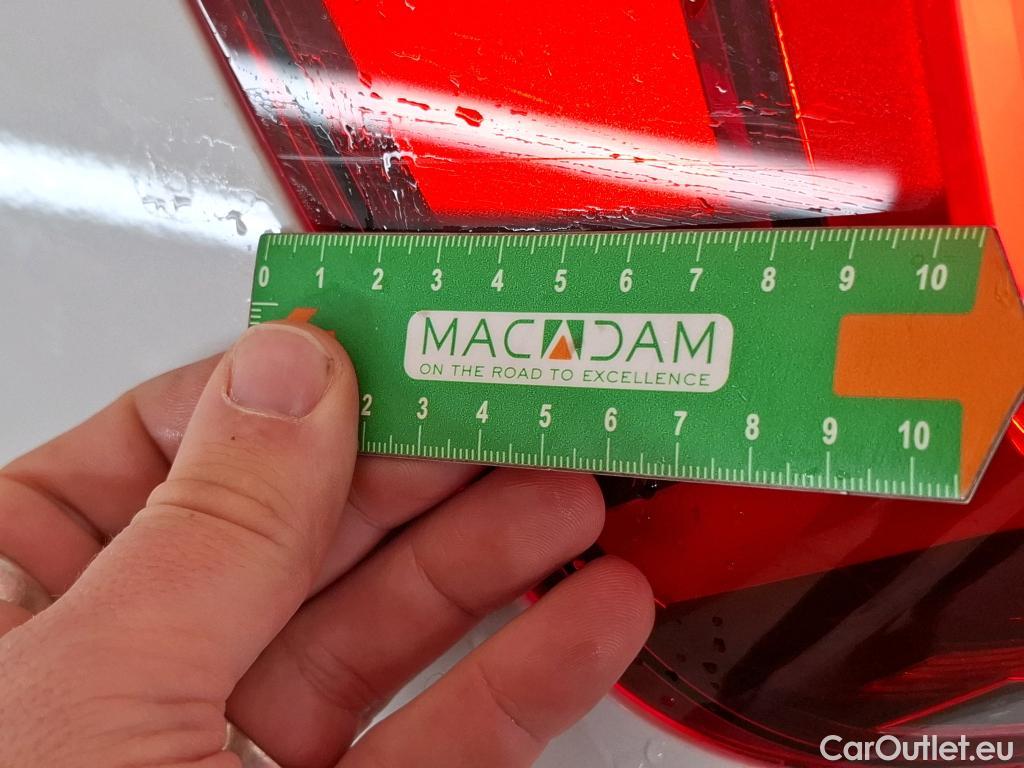 0 1 2 3 4 5 6 7 8 9 10
MACADAM
ON THE ROAD TO EXCELLENCE
2 3 4 5 6 7 8 9 10
CarOutlet.eu